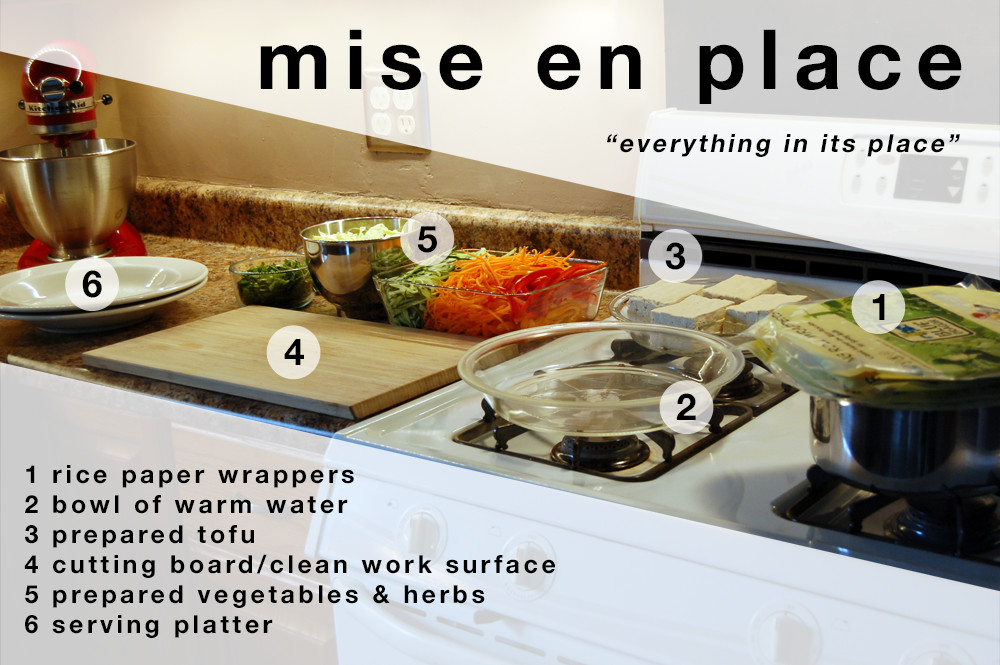 mise en place
“everything in its place”
KitchenAid
5
3
6
1
4
2
1 rice paper wrappers
2 bowl of warm water
3 prepared tofu
4 cutting board/clean work surface
5 prepared vegetables & herbs
6 serving platter